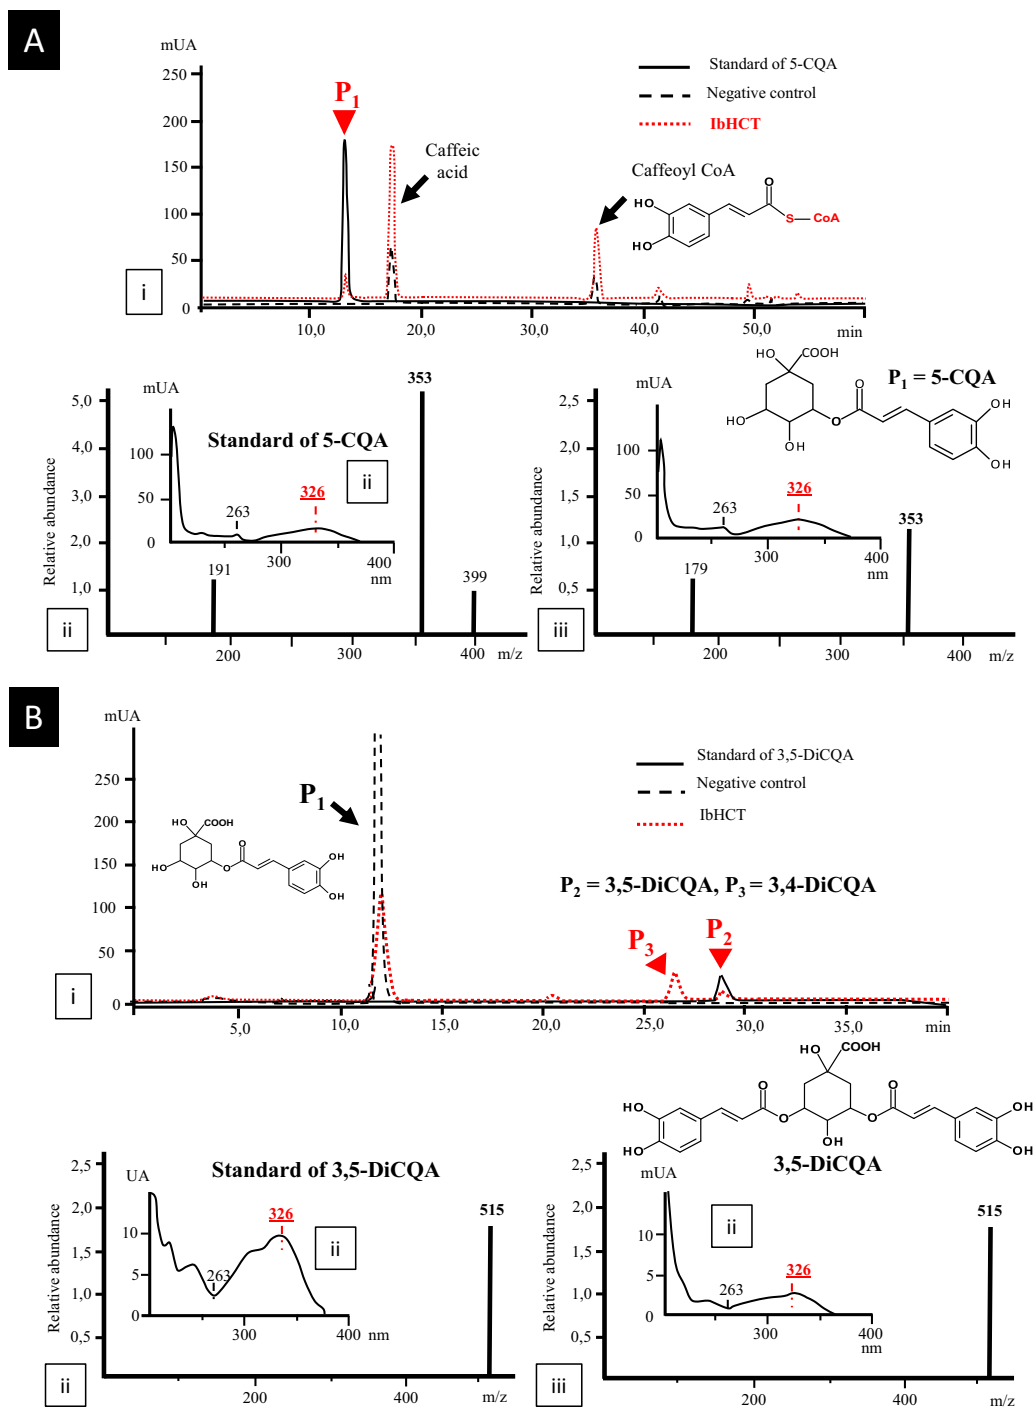 A
mUA
250
200
150
100
50
0
P1
Caffeic
acid
Standard of 5-CQA
Negative control
IbHCT
Caffeoyl CoA
HO
HO
O
S
CoA
i
10,0
20,0
40,0
50,0
min
5,0
4,0
3,0
2,0
1,0
Relative abundance
mUA
100
50
0
Standard of 5-CQA
ii
263
326
300
400
nm
191
353
399
ii
200
300
400
m/z
2,5
2,0
1,5
1,0
0,5
Relative abundance
mUA
100
50
0
263
326
300
400
nm
HO
COOH
HO
OH
O
O
OH
OH
P1 = 5-CQA
179
353
iii
200
300
400
m/z
B
mUA
250
200
150
100
50
0
P1
HO
COOH
HO
OH
O
O
OH
OH
Standard of 3,5-DiCQA
Negative control
IbHCT
P2 = 3,5-DiCQA, P3 = 3,4-DiCQA
P3
P2
i
5,0
10,0
15,0
20,0
25,0
30,0
35,0
min
HO
COOH
HO
HO
O
O
OH
O
O
OH
OH
3,5-DiCQA
2,5
2,0
1,5
1,0
0,5
Relative abundance
UA
10
5
0
Standard of 3,5-DiCQA
ii
263
326
300
400
nm
515
ii
200
400
m/z
2,5
2,0
1,5
1,0
0,5
Relative abundance
mUA
10
5
0
ii
263
326
300
400
nm
515
iii
200
400
m/z